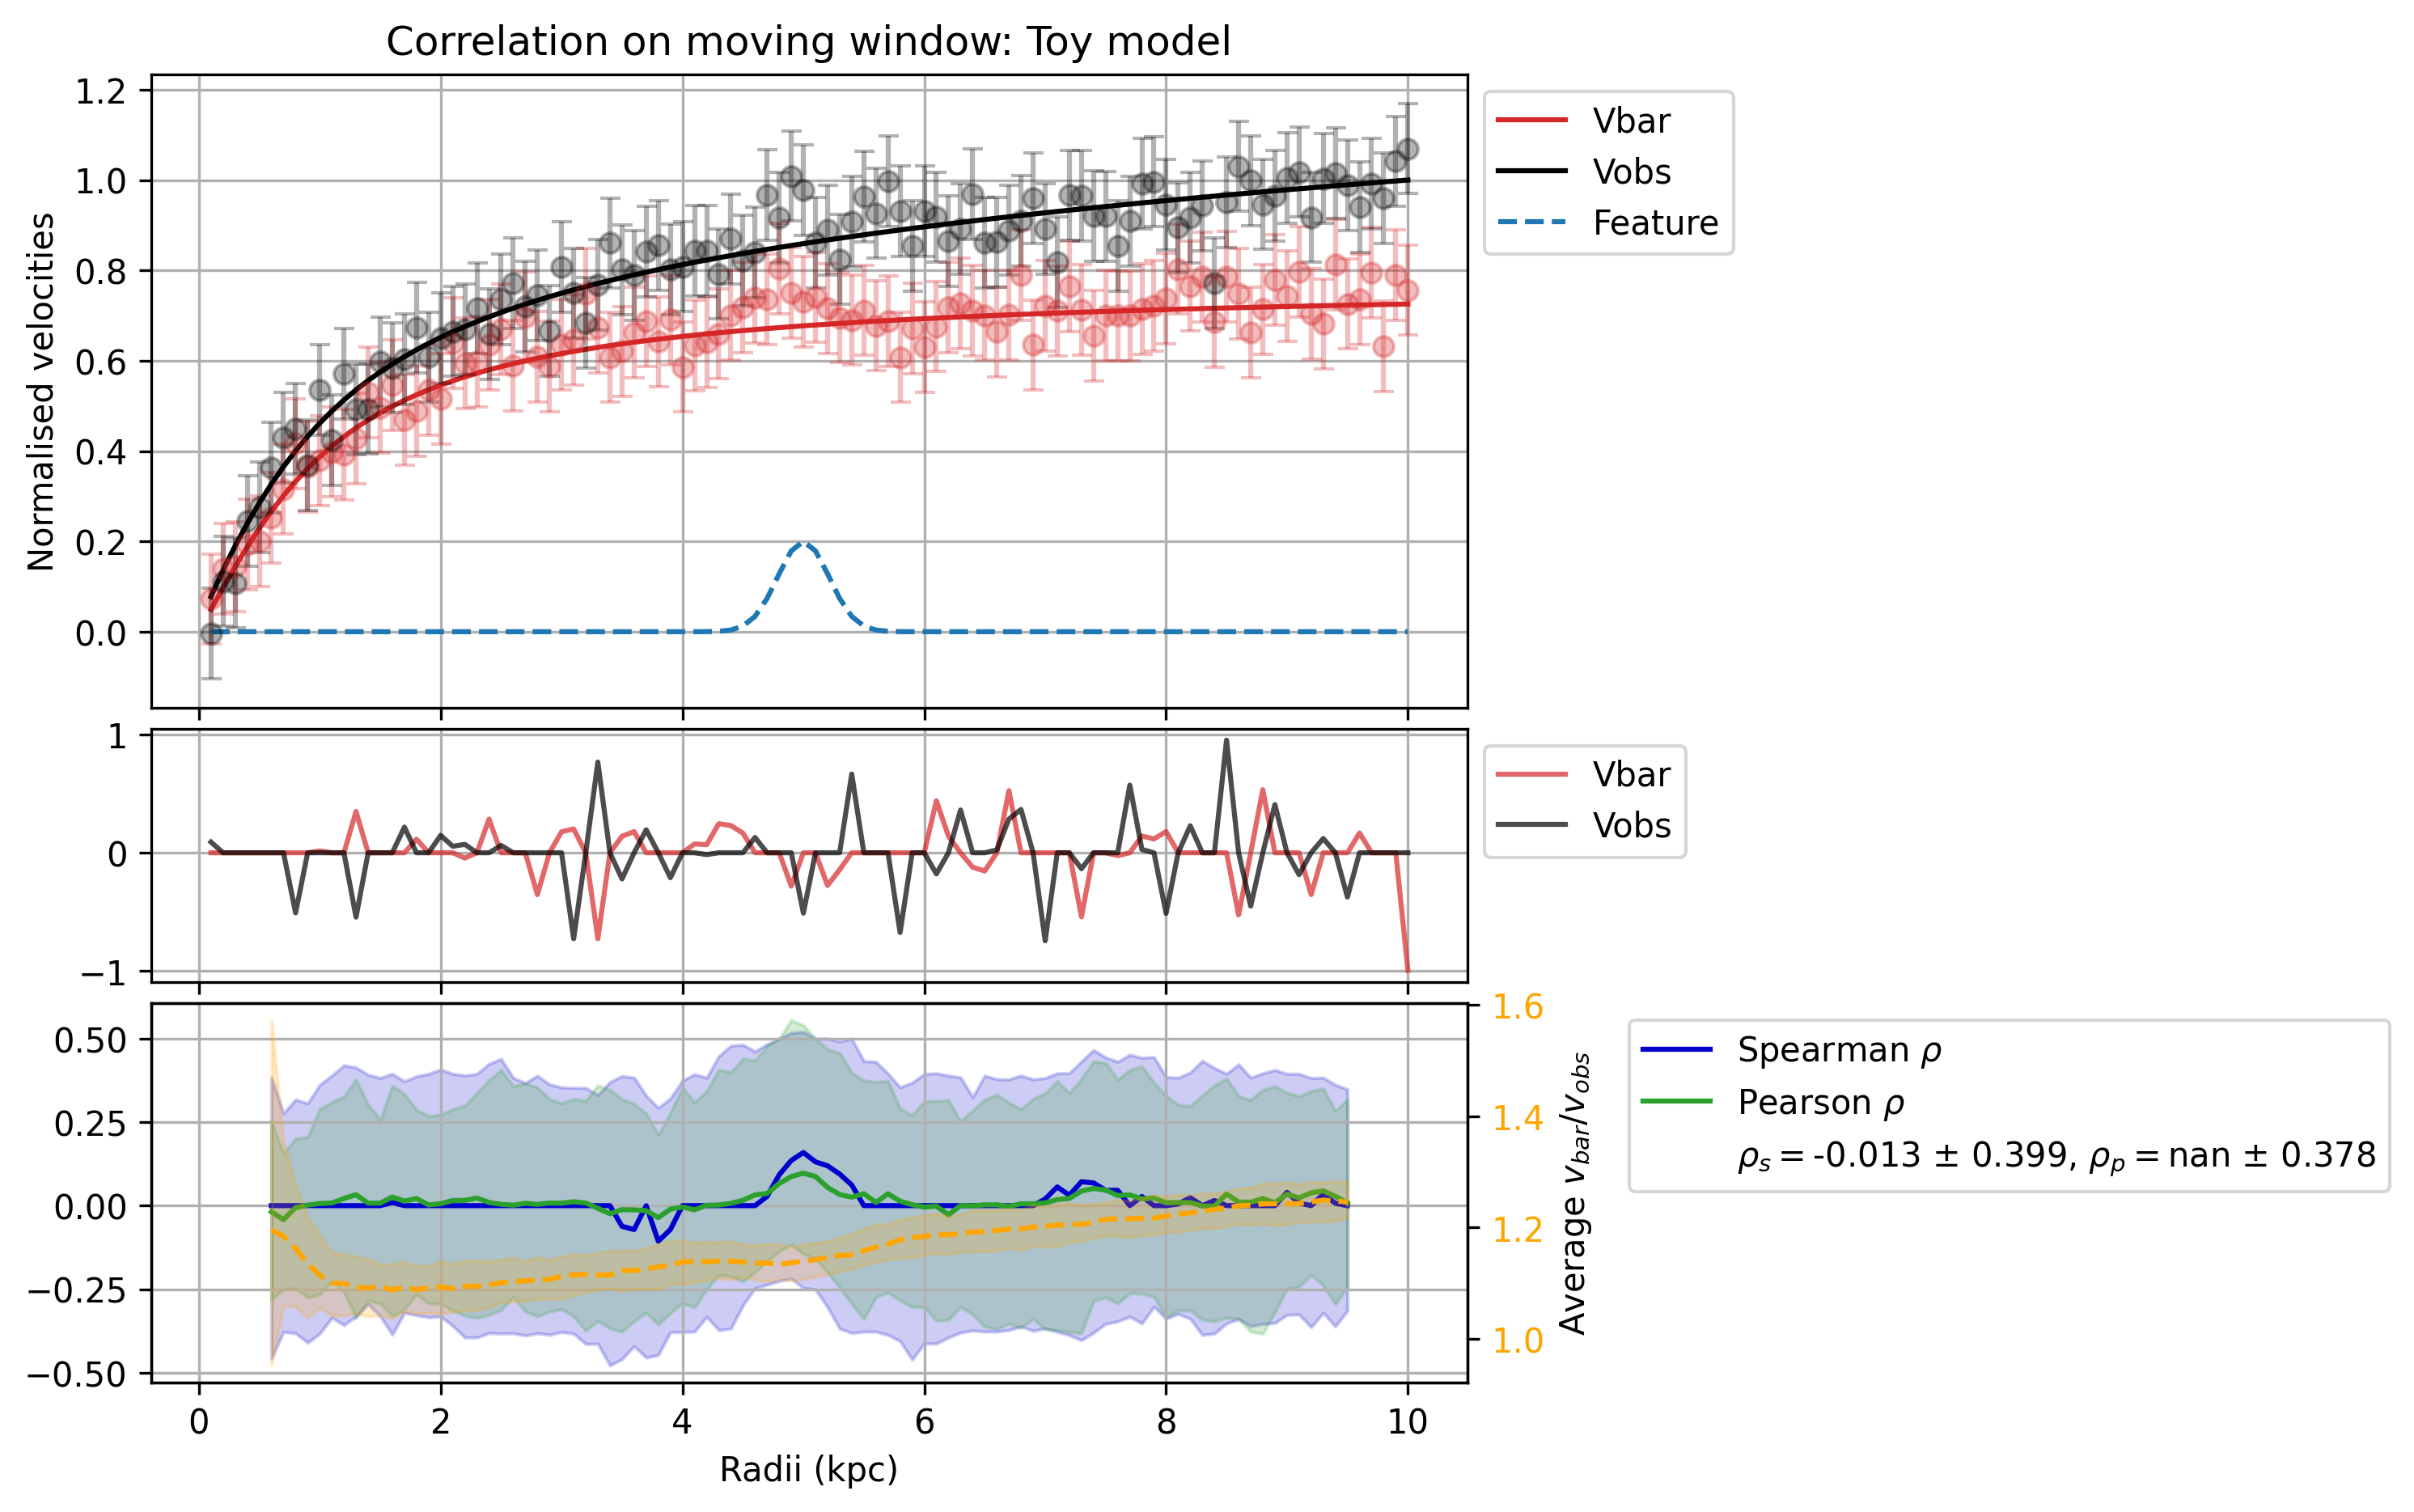 Correlation on moving window: Toy model
1.2
1.0
0.8
0.6
0.4
0.2
0.0
Normalised velocities
Vbar
Vobs
Feature
1
0
−1
Vbar
Vobs
0.50
0.25
0.00
−0.25
−0.50
1.6
1.4
1.2
1.0
Average v_bar/v_obs
Spearman ρ
Pearson ρ
ρ_s = -0.013 ± 0.399, ρ_p = nan ± 0.378
0 2 4 6 8 10
Radii (kpc)